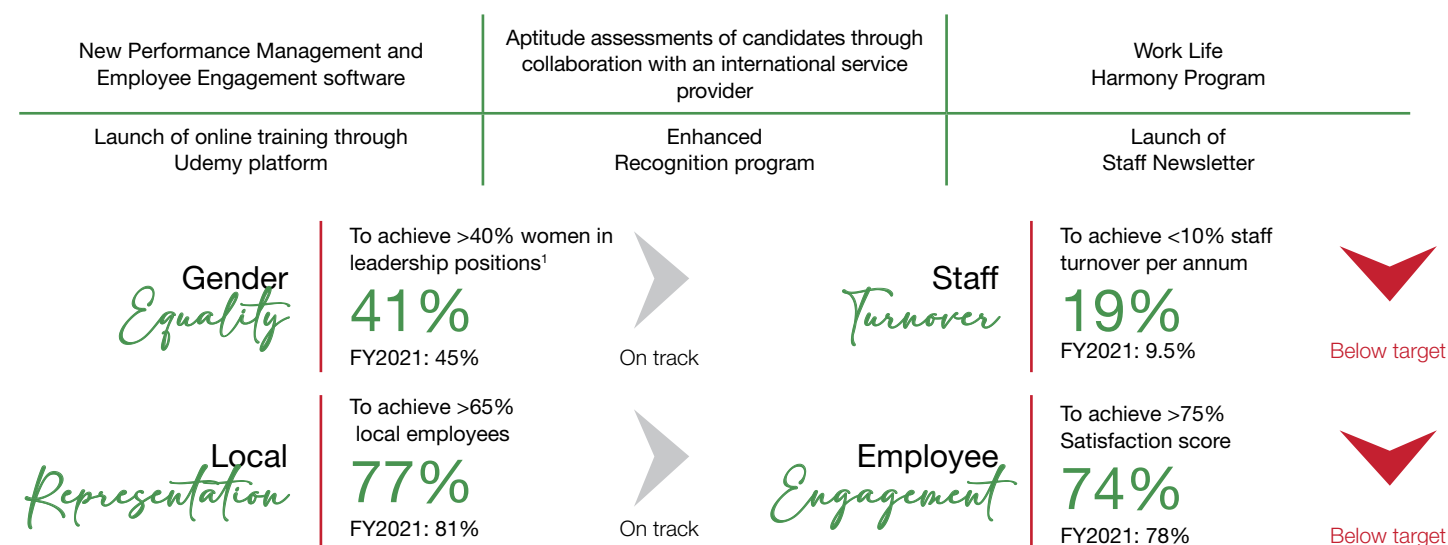 New Performance Management and
Employee Engagement software
Aptitude assessments of candidates through
collaboration with an international service
provider
Work Life
Harmony Program
Launch of online training through
Udemy platform
Enhanced
Recognition program
Launch of
Staff Newsletter
Gender
Equality
To achieve >40% women in
leadership positions¹
41%
FY2021: 45%
On track
Staff
Turnover
To achieve <10% staff
turnover per annum
19%
FY2021: 9.5%
Below target
Local
Representation
To achieve >65%
local employees
77%
FY2021: 81%
On track
Employee
Engagement
To achieve >75%
Satisfaction score
74%
FY2021: 78%
Below target